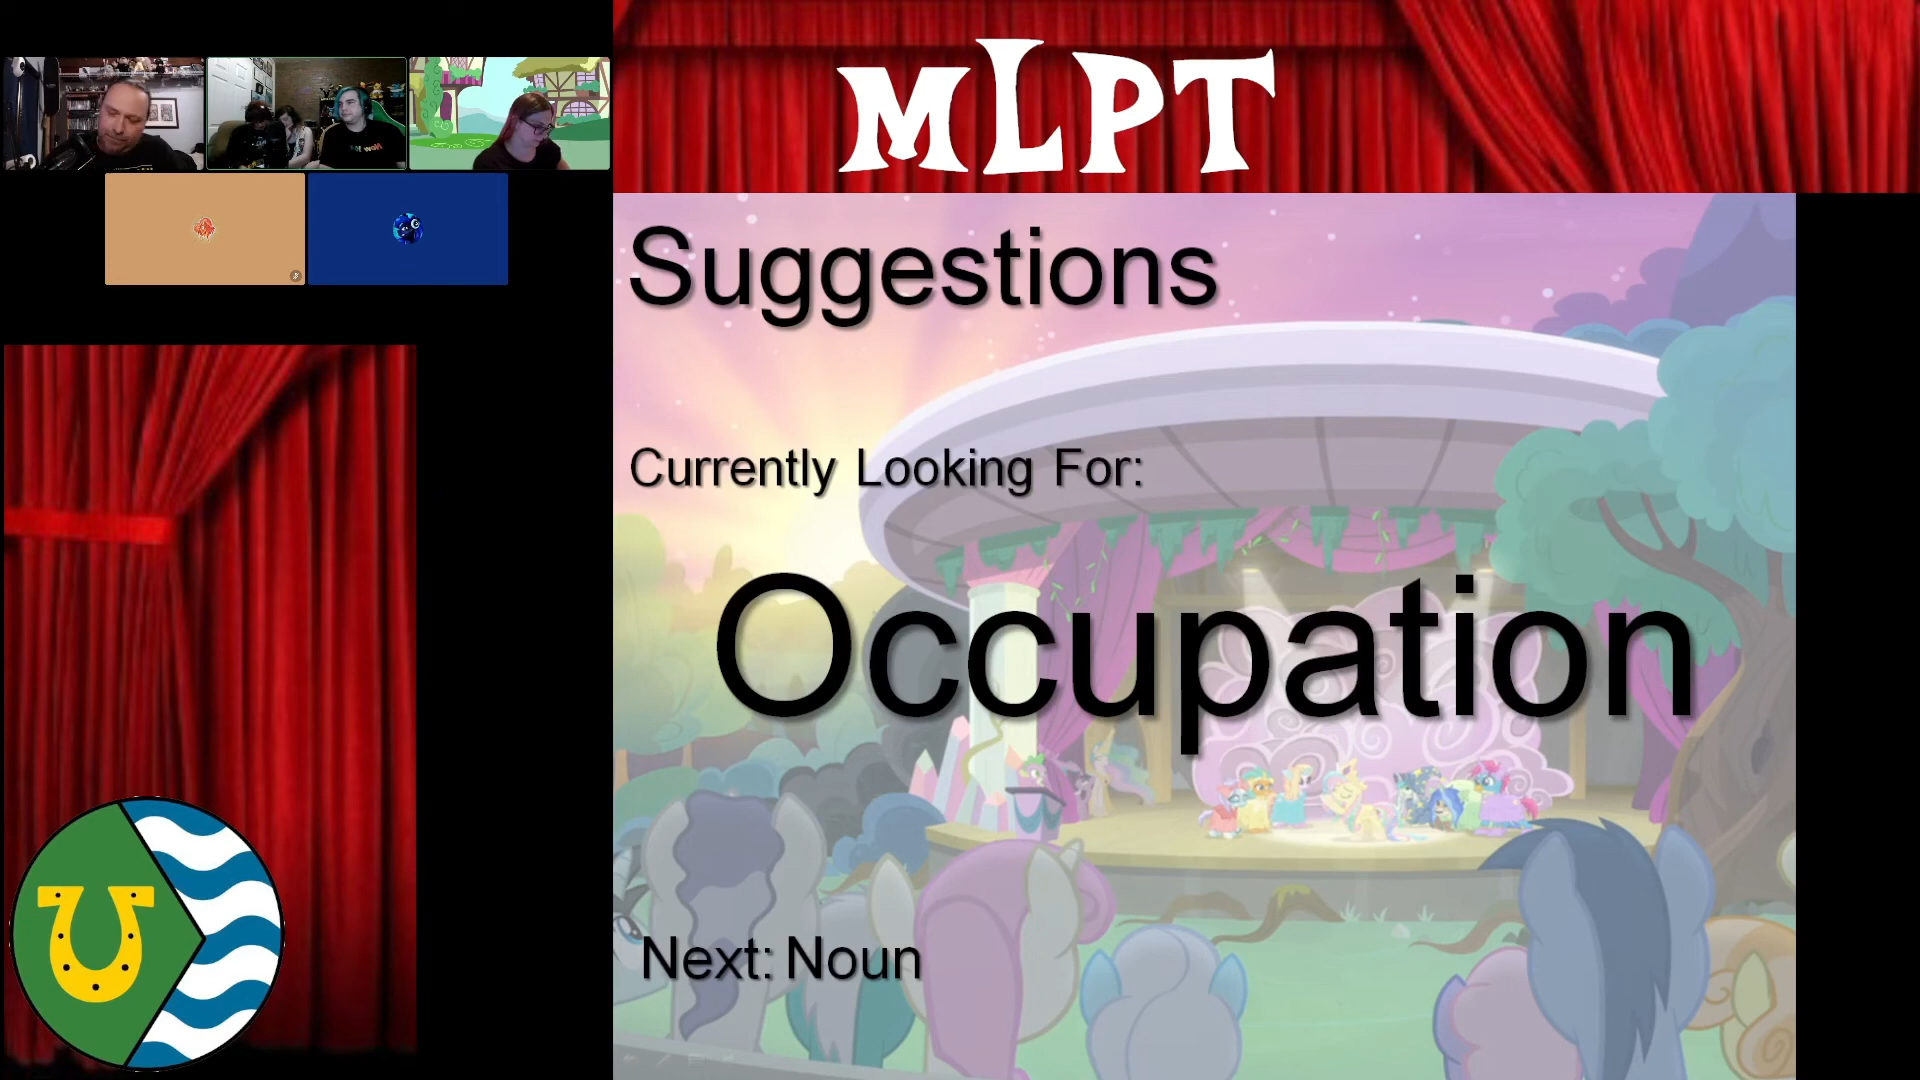 MLPT
Suggestions
Currently Looking For:
Occupation
Next: Noun